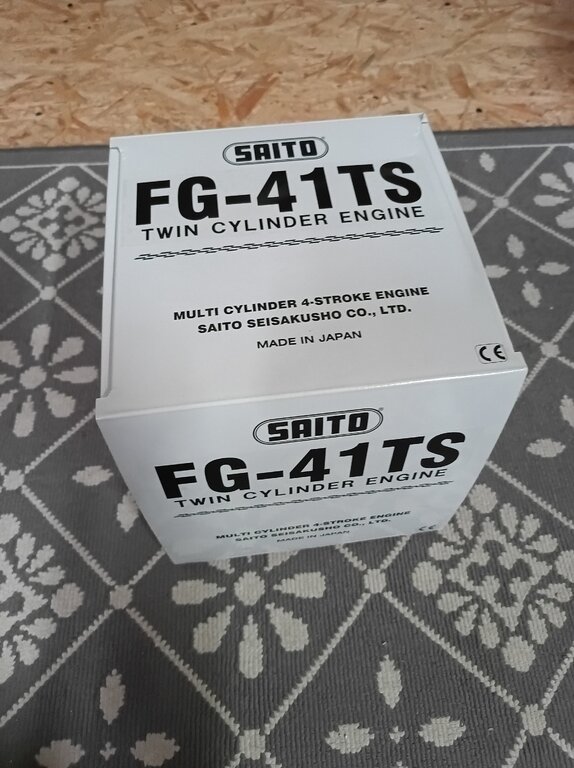 SAITO
FG-41TS
TWIN CYLINDER ENGINE
MULTI CYLINDER 4-STROKE ENGINE
SAITO SEISAKUSHO CO., LTD.
MADE IN JAPAN
CE
SAITO
FG-41TS
TWIN CYLINDER ENGINE
MULTI CYLINDER 4-STROKE ENGINE
SAITO SEISAKUSHO CO., LTD.
MADE IN JAPAN
CE